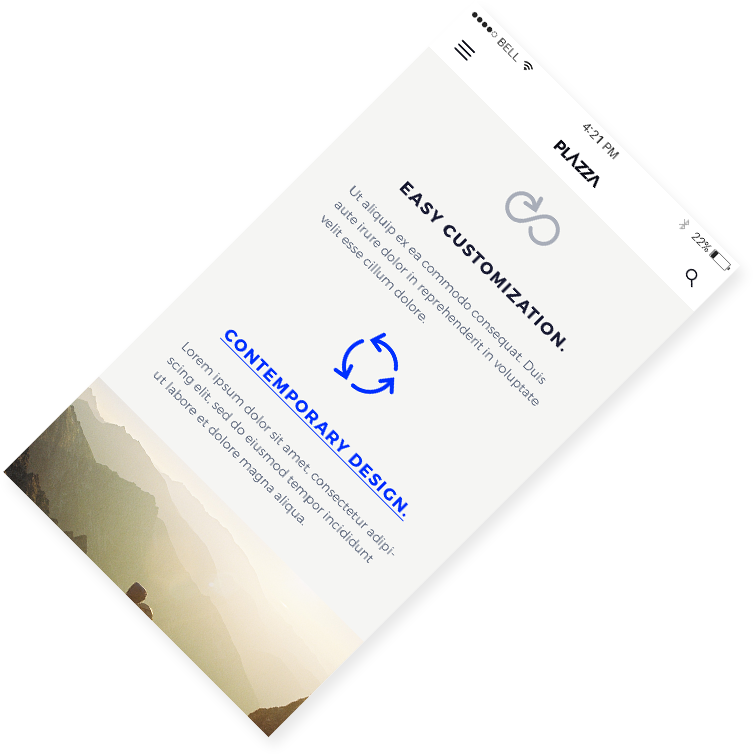 BELL
4:21 PM
22%
PLAZZA
EASY CUSTOMIZATION.
Ut aliquip ex ea commodo consequat. Duis
aute irure dolor in reprehenderit in voluptate
velit esse cillum dolore.
CONTEMPORARY DESIGN.
Lorem ipsum dolor sit amet, consectetur adipi-
scing elit, sed do eiusmod tempor incididunt
ut labore et dolore magna aliqua.